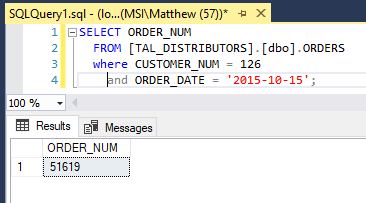 SQLQuery1.sql - (lo...(MSI\Matthew (57))*
1 SELECT ORDER_NUM
2 FROM [TAL_DISTRIBUTORS].[dbo].ORDERS
3 where CUSTOMER_NUM = 126
4 and ORDER_DATE = '2015-10-15';
100 %
Results Messages
ORDER_NUM
1 51619